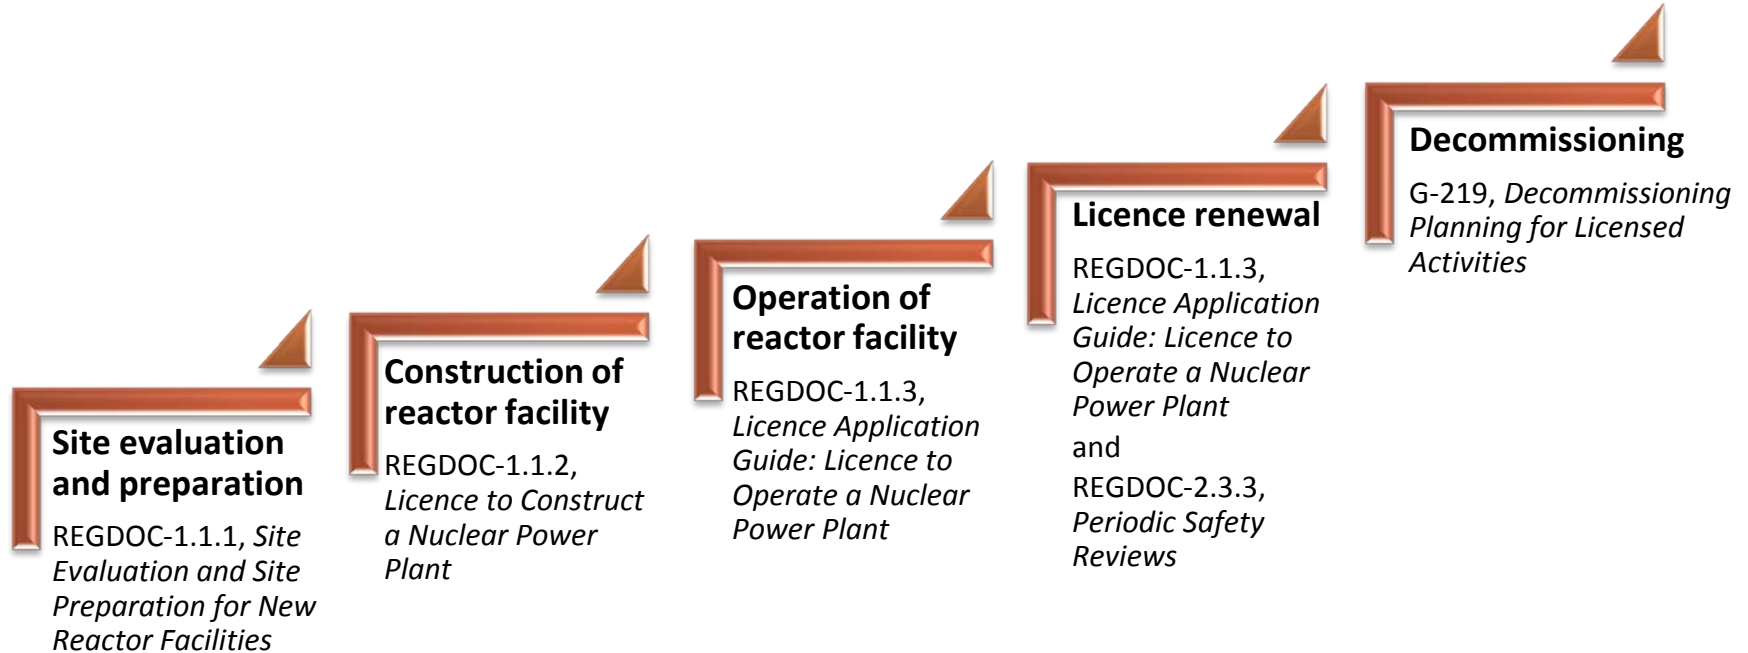 Site evaluation
and preparation
REGDOC-1.1.1, Site
Evaluation and Site
Preparation for New
Reactor Facilities
Construction of
reactor facility
REGDOC-1.1.2,
Licence to Construct
a Nuclear Power
Plant
Operation of
reactor facility
REGDOC-1.1.3,
Licence Application
Guide: Licence to
Operate a Nuclear
Power Plant
Licence renewal
REGDOC-1.1.3,
Licence Application
Guide: Licence to
Operate a Nuclear
Power Plant
and
REGDOC-2.3.3,
Periodic Safety
Reviews
Decommissioning
G-219, Decommissioning
Planning for Licensed
Activities